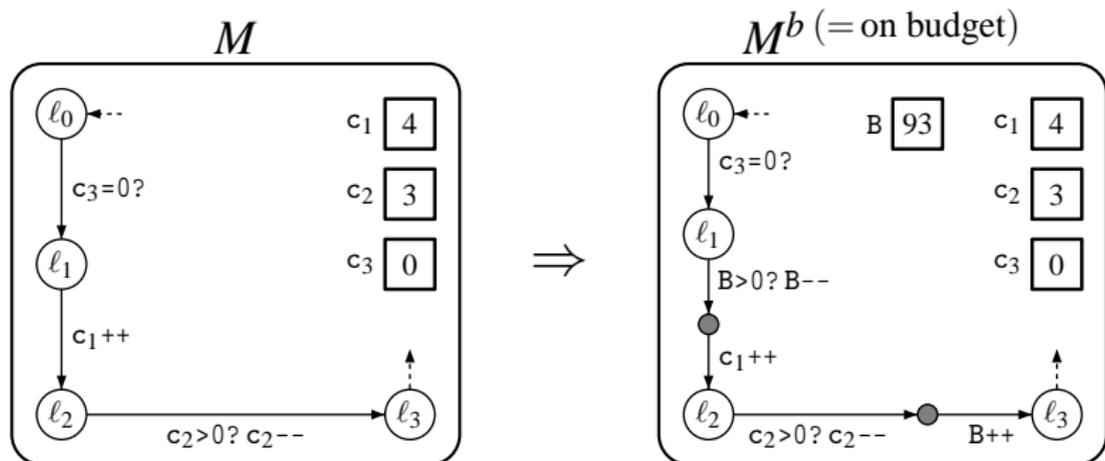 M
ℓ0
c1 4
c3=0?
c2 3
ℓ1
c3 0
c1++
ℓ2
ℓ3
c2>0? c2--
⇒
Mb (= on budget)
ℓ0
B 93
c1 4
c3=0?
c2 3
ℓ1
c3 0
B>0? B--
c1++
ℓ2
ℓ3
c2>0? c2--
B++